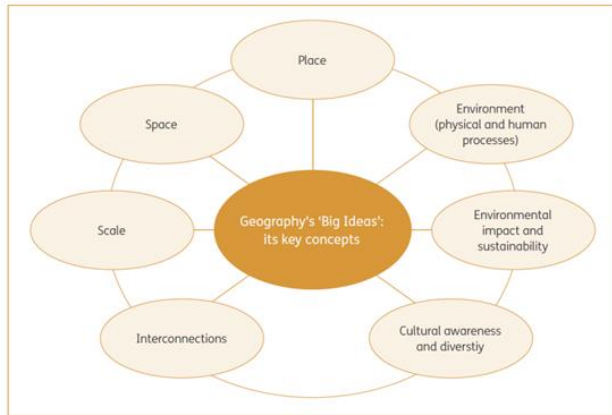 Place
Space
Environment
(physical and human
processes)
Scale
Geography's 'Big Ideas':
its key concepts
Environmental
impact and
sustainability
Interconnections
Cultural awareness
and diverstiy